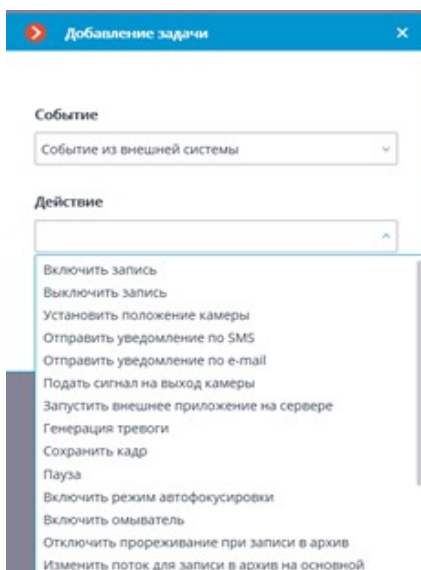 Добавление задачи
Событие
Событие из внешней системы
Действие
Включить запись
Выключить запись
Установить положение камеры
Отправить уведомление по SMS
Отправить уведомление по e-mail
Подать сигнал на выход камеры
Запустить внешнее приложение на сервере
Генерация тревоги
Сохранить кадр
Пауза
Включить режим автофокусировки
Включить омыватель
Отключить прореживание при записи в архив
Изменить поток для записи в архив на основной